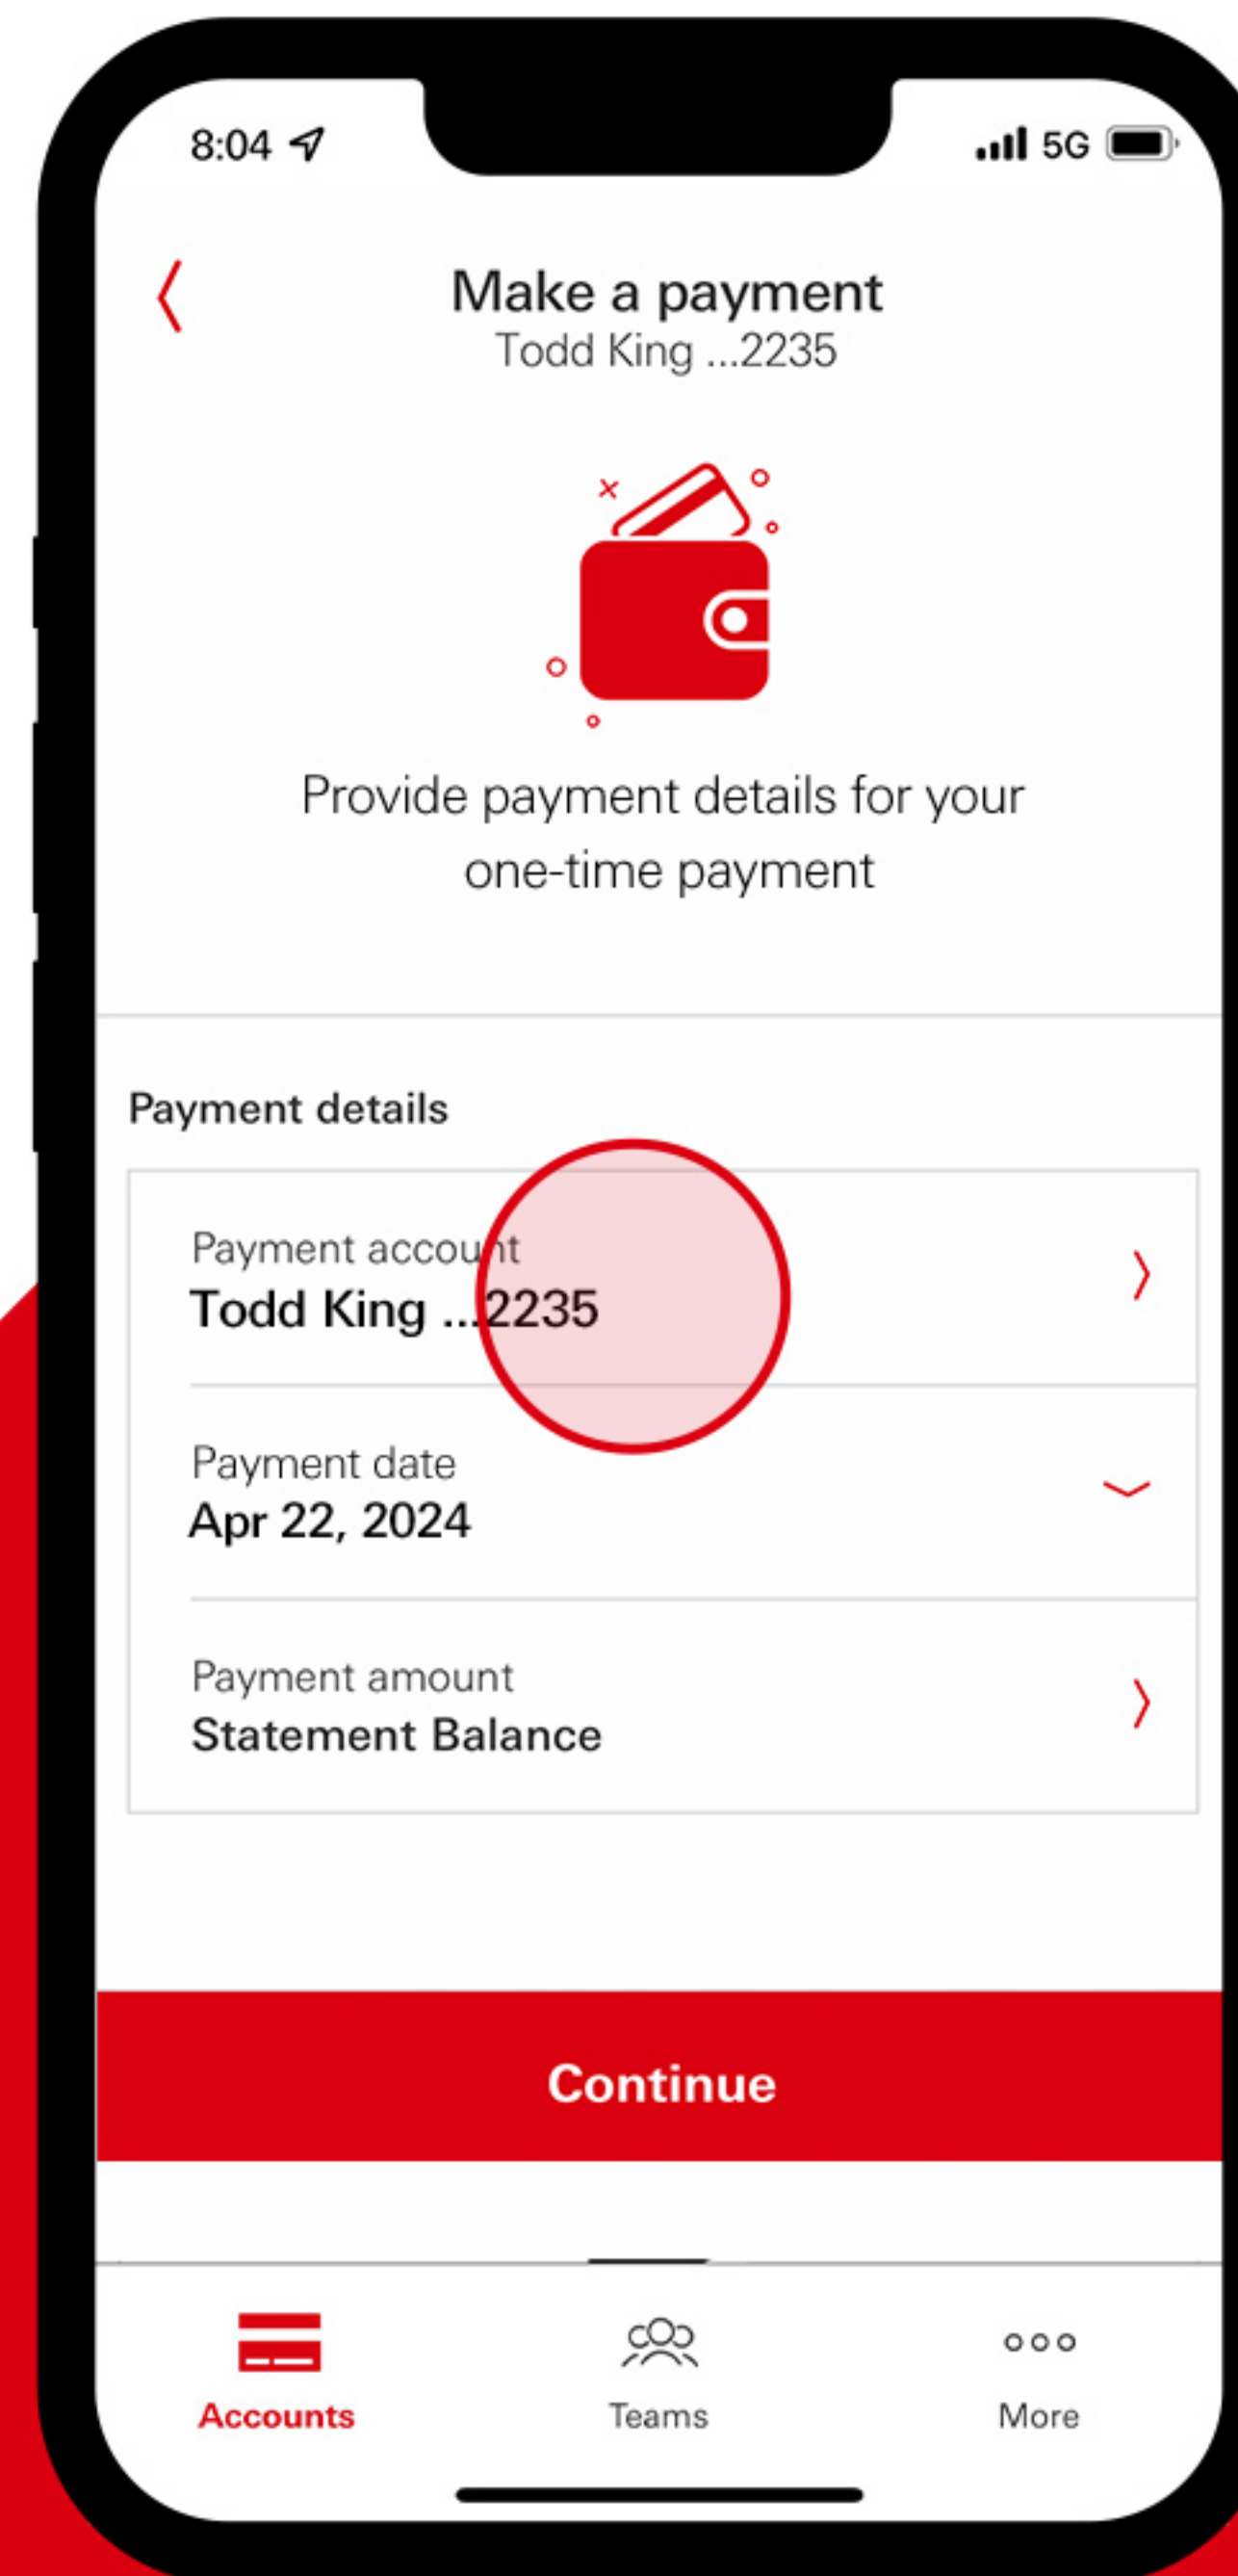 8:04
5G
Make a payment
Todd King ...2235
Provide payment details for your
one-time payment
Payment details
Payment account
Todd King ...2235
Payment date
Apr 22, 2024
Payment amount
Statement Balance
Continue
Accounts
Teams
More